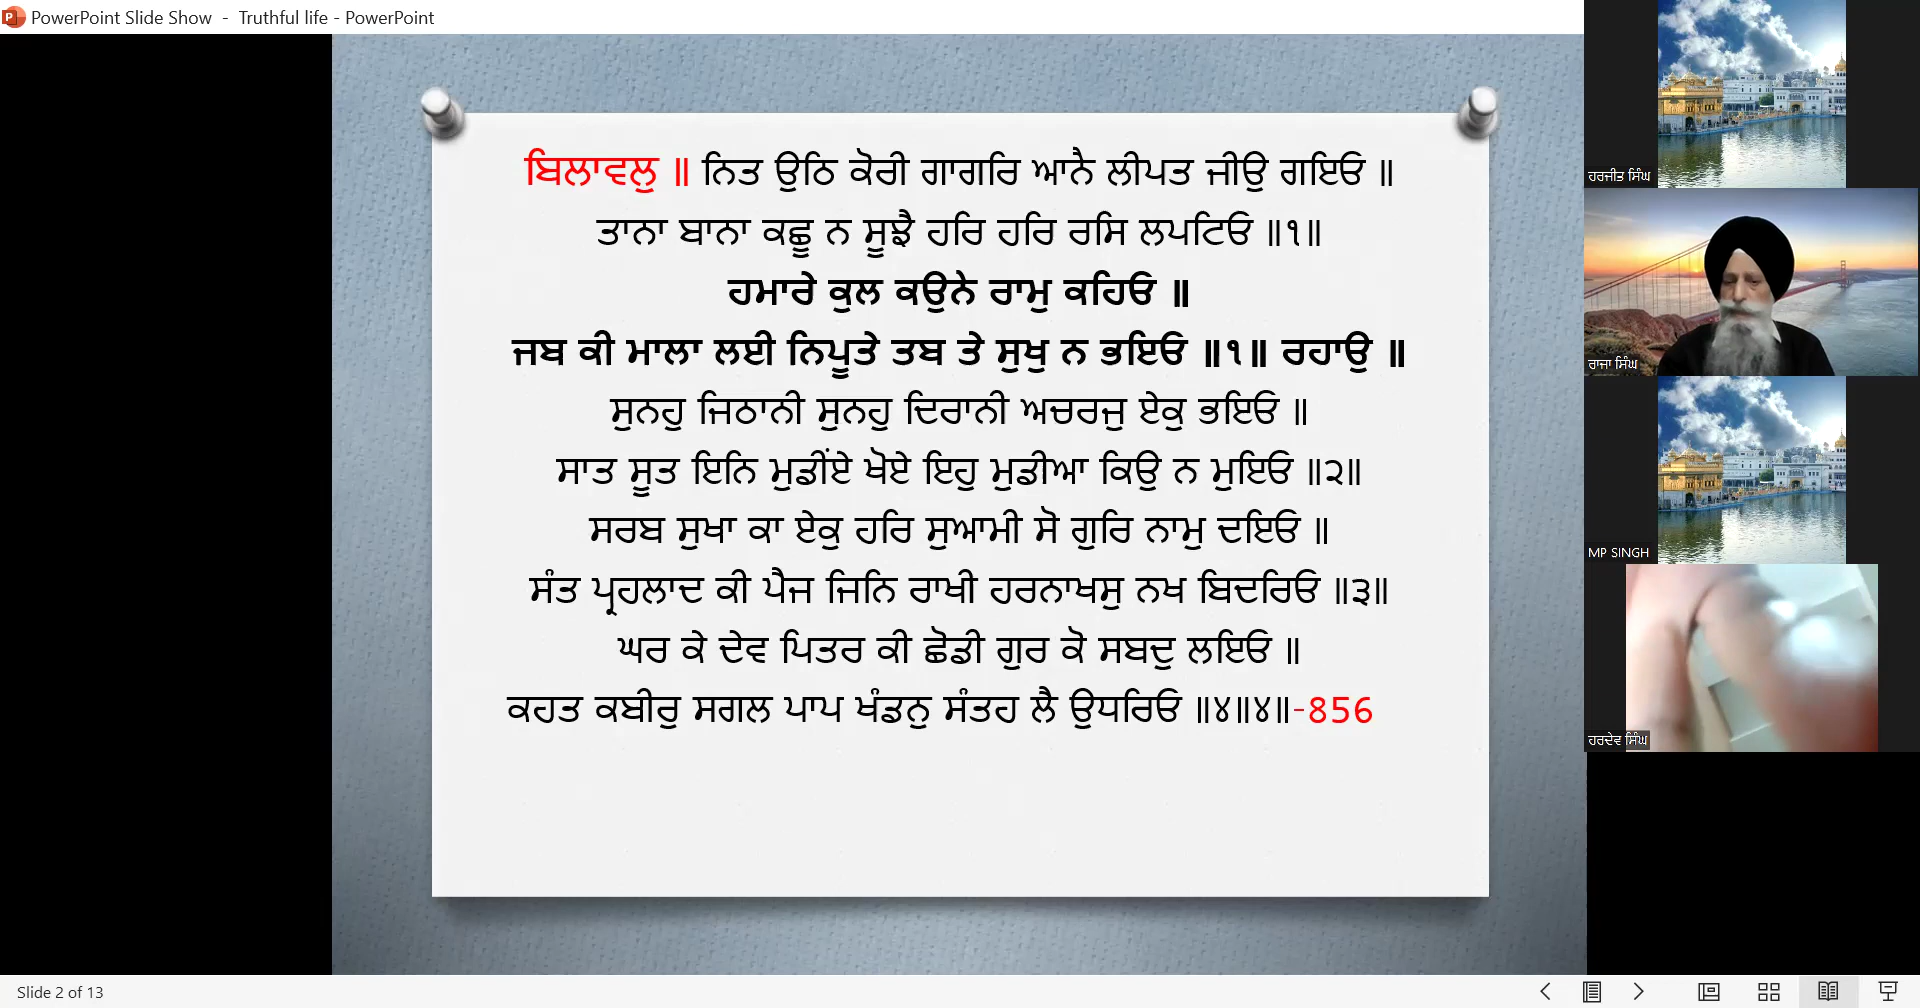 PowerPoint Slide Show - Truthful life - PowerPoint
ਬਿਲਾਵਲੁ ॥ ਨਿਤ ਉਠਿ ਕੋਰੀ ਗਾਗਰਿ ਆਨੈ ਲੀਪਤ ਜੀਉ ਗਇਓ ॥
ਤਾਨਾ ਬਾਨਾ ਕਛੂ ਨ ਸੂਝੈ ਹਰਿ ਹਰਿ ਰਸਿ ਲਪਟਿਓ ॥੧॥
ਹਮਾਰੇ ਕੁਲ ਕਉਨੇ ਰਾਮੁ ਕਹਿਓ ॥
ਜਬ ਕੀ ਮਾਲਾ ਲਈ ਨਿਪੂਤੇ ਤਬ ਤੇ ਸੁਖੁ ਨ ਭਇਓ ॥੧॥ ਰਹਾਉ ॥
ਸੁਨਹੁ ਜਿਠਾਨੀ ਸੁਨਹੁ ਦਿਰਾਨੀ ਅਚਰਜੁ ਏਕੁ ਭਇਓ ॥
ਸਾਤ ਸੂਤ ਇਨਿ ਮੁਡੀਂਏ ਖੋਏ ਇਹੁ ਮੁਡੀਆ ਕਿਉ ਨ ਮੁਇਓ ॥੨॥
ਸਰਬ ਸੁਖਾ ਕਾ ਏਕੁ ਹਰਿ ਸੁਆਮੀ ਸੋ ਗੁਰਿ ਨਾਮੁ ਦਇਓ ॥
ਸੰਤ ਪ੍ਰਹਲਾਦ ਕੀ ਪੈਜ ਜਿਨਿ ਰਾਖੀ ਹਰਨਾਖਸੁ ਨਖ ਬਿਦਰਿਓ ॥੩॥
ਘਰ ਕੇ ਦੇਵ ਪਿਤਰ ਕੀ ਛੋਡੀ ਗੁਰ ਕੋ ਸਬਦੁ ਲਇਓ ॥
ਕਹਤ ਕਬੀਰੁ ਸਗਲ ਪਾਪ ਖੰਡਨੁ ਸੰਤਹ ਲੈ ਉਧਰਿਓ ॥੪॥੪॥-856
ਹਰਜੀਤ ਸਿੰਘ
ਰਾਜਾ ਸਿੰਘ
MP SINGH
ਹਰਦੇਵ ਸਿੰਘ
Slide 2 of 13